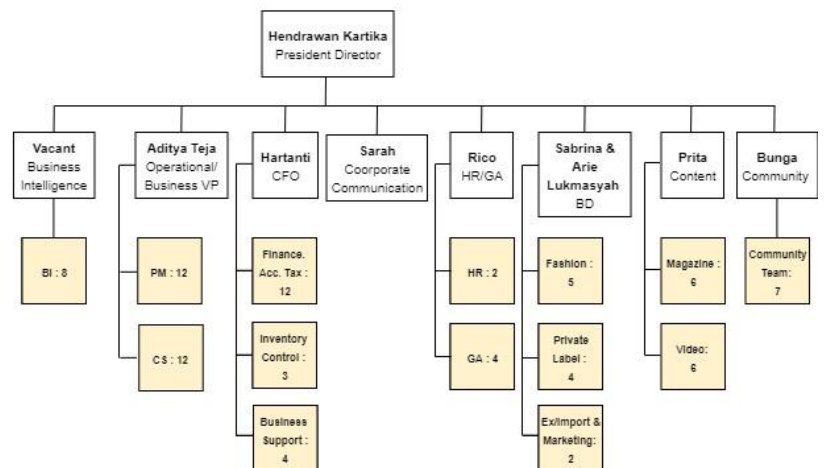 Hendrawan Kartika
President Director
Vacant
Business
Intelligence
Aditya Teja
Operational/
Business VP
Hartanti
CFO
Sarah
Coorporate
Communication
Rico
HR/GA
Sabrina &
Arie
Lukmasyah
BD
Prita
Content
Bunga
Community
BI : 8
PM : 12
Finance.
Acc. Tax :
12
HR : 2
Fashion :
5
Magazine :
6
Community
Team:
7
CS : 12
Inventory
Control :
3
GA : 4
Private
Label :
4
Video:
6
Business
Support :
4
Ex/Import &
Marketing:
2